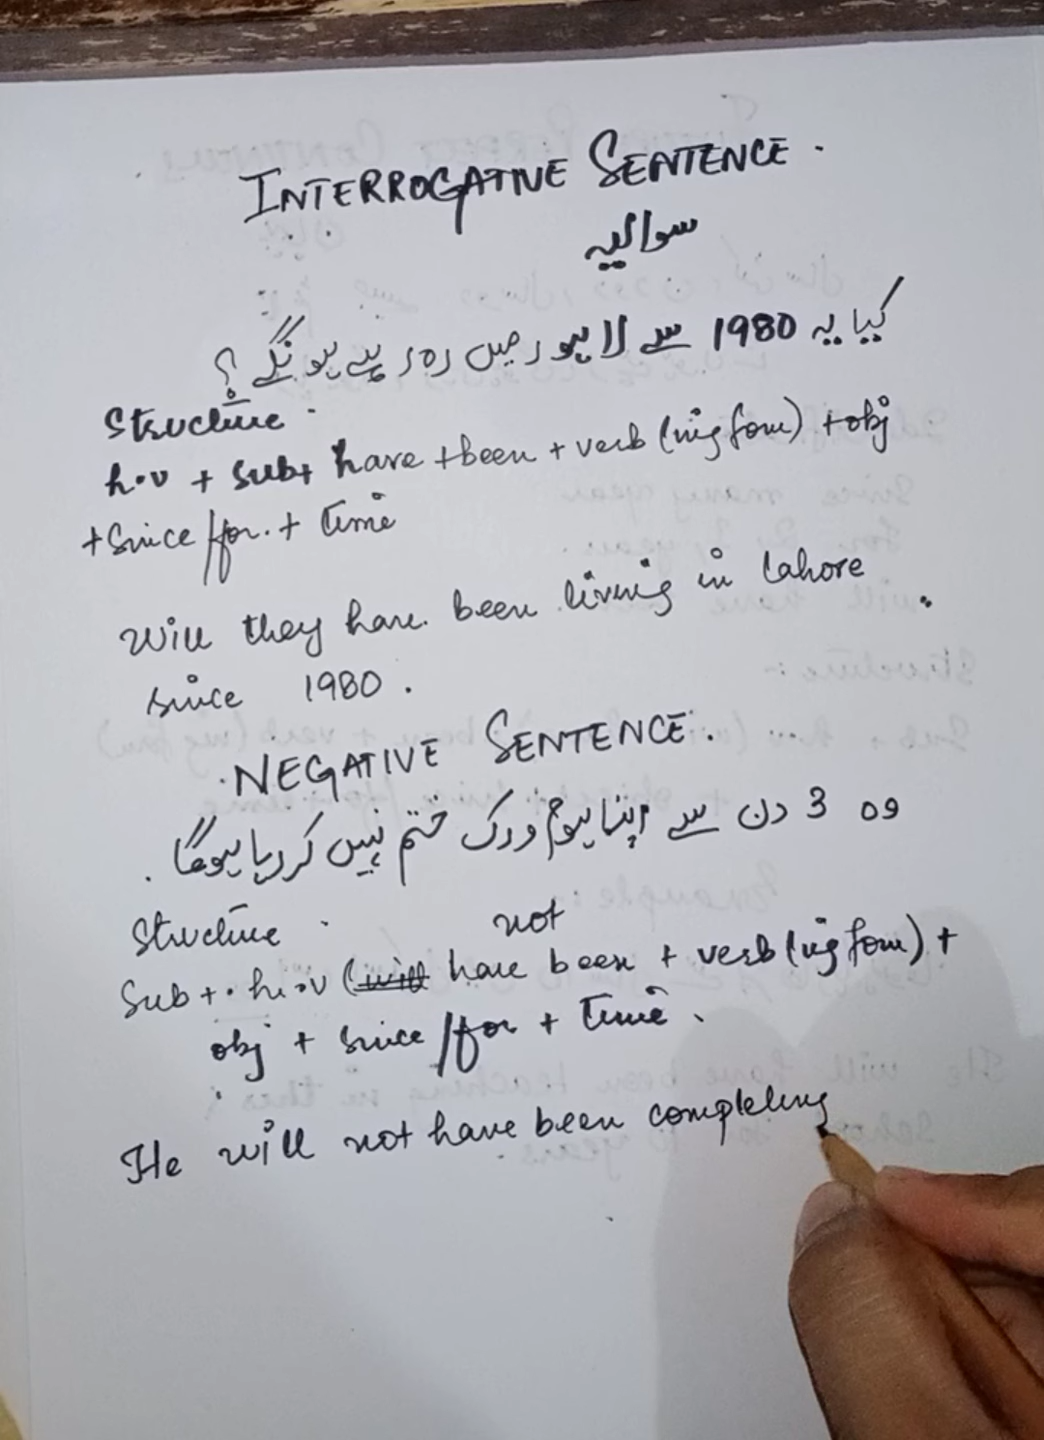 INTERROGATIVE SENTENCE.
سوالیہ
کیا یہ 1980 سے لاہور میں رہ رہے ہونگے ؟
Structure.
h.v + sub + have + been + verb (ing form) + obj
+ Since/for. + time
Will they have been living in Lahore
since 1980.
NEGATIVE SENTENCE.
وہ 3 دن سے اپنا ہوم ورک ختم نہیں کر رہا ہوگا.
Structure.
not
Sub + h.v (will have been + verb (ing form) +
obj + since/for + time.
He will not have been completing